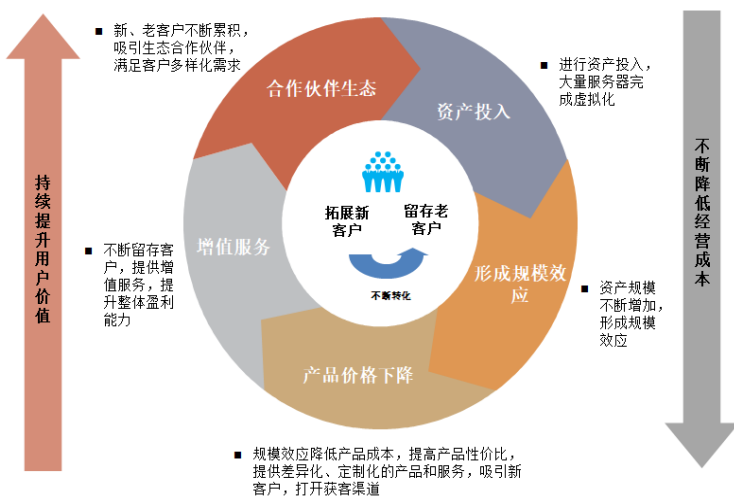 新、老客户不断累积，
吸引生态合作伙伴，
满足客户多样化需求
合作伙伴生态
资产投入
进行资产投入，
大量服务器完
成虚拟化
持续提升用户价值
不断降低经营成本
拓展新
客户
留存老
客户
不断转化
增值服务
不断留存客
户，提供增
值服务，提
升整体盈利
能力
形成规模效
应
资产规模
不断增加，
形成规模
效应
产品价格下降
规模效应降低产品成本，提高产品性价比，
提供差异化、定制化的产品和服务，吸引新
客户，打开获客渠道